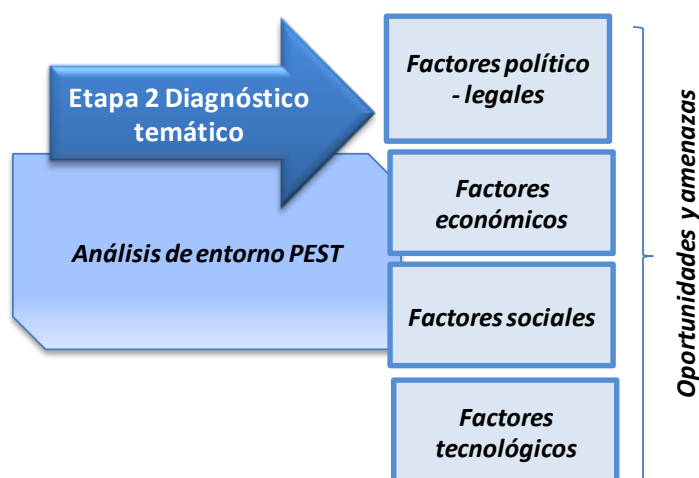 Etapa 2 Diagnóstico
temático
Análisis de entorno PEST
Factores político
- legales
Factores
económicos
Factores sociales
Factores
tecnológicos
Oportunidades y amenazas